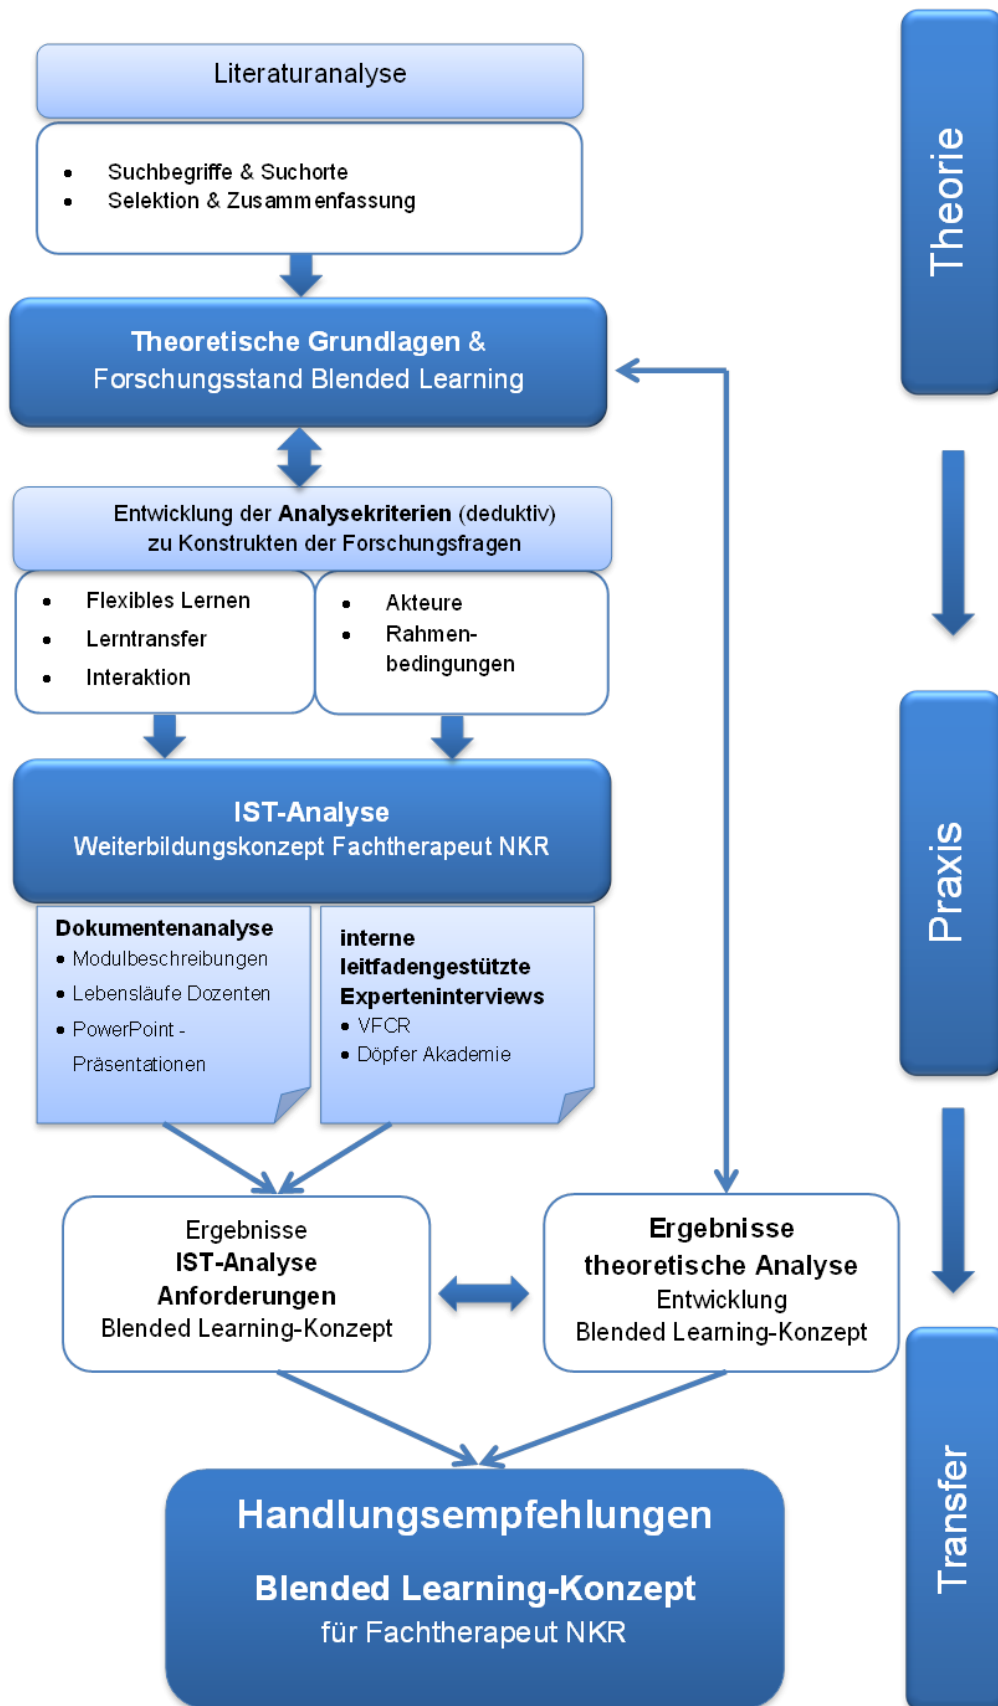 Literaturanalyse
• Suchbegriffe & Suchorte
• Selektion & Zusammenfassung
Theoretische Grundlagen &
Forschungsstand Blended Learning
Entwicklung der Analysekriterien (deduktiv)
zu Konstrukten der Forschungsfragen
• Flexibles Lernen
• Lerntransfer
• Interaktion
• Akteure
• Rahmen-
bedingungen
IST-Analyse
Weiterbildungskonzept Fachtherapeut NKR
Dokumentenanalyse
• Modulbeschreibungen
• Lebensläufe Dozenten
• PowerPoint -
Präsentationen
interne
leitfadengestützte
Experteninterviews
• VFCR
• Döpfer Akademie
Ergebnisse
IST-Analyse
Anforderungen
Blended Learning-Konzept
Ergebnisse
theoretische Analyse
Entwicklung
Blended Learning-Konzept
Handlungsempfehlungen
Blended Learning-Konzept
für Fachtherapeut NKR
Theorie
Praxis
Transfer